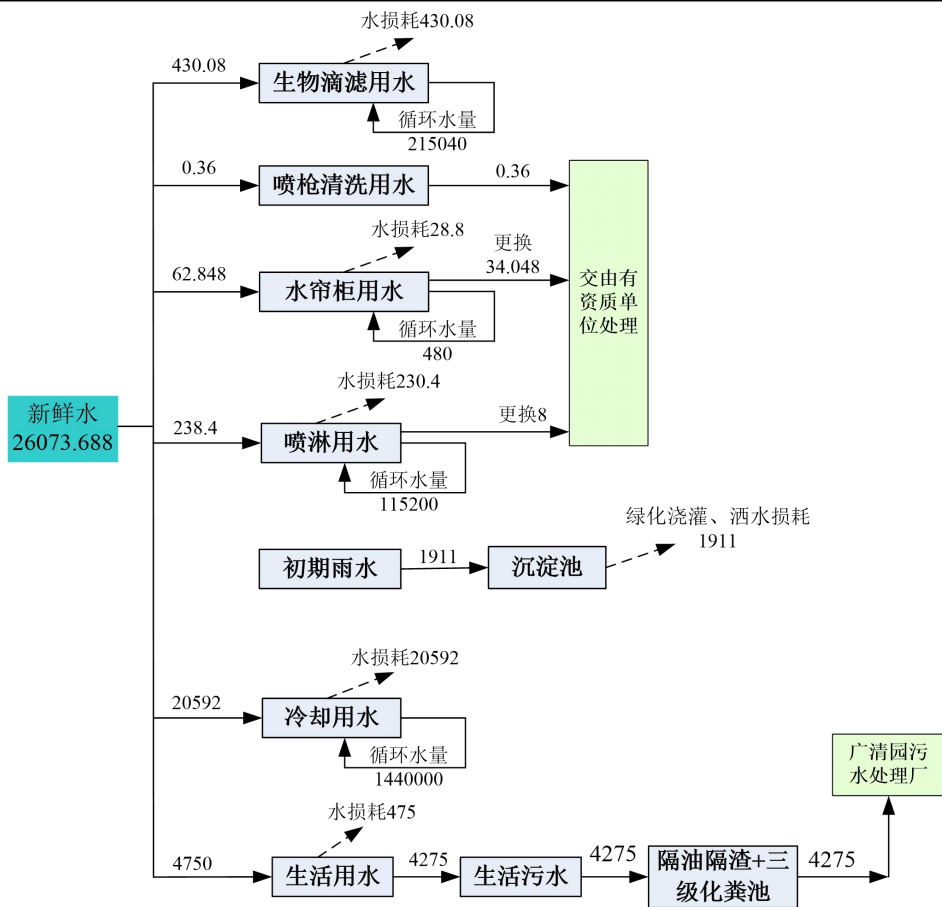 水损耗430.08
430.08
生物滴滤用水
循环水量
215040
0.36
喷枪清洗用水
0.36
水损耗28.8
更换
34.048
62.848
水帘柜用水
循环水量
480
交由有
资质单
位处理
新鲜水
26073.688
水损耗230.4
238.4
喷淋用水
更换8
循环水量
115200
绿化浇灌、洒水损耗
1911
初期雨水
1911
沉淀池
水损耗20592
20592
冷却用水
循环水量
1440000
广清园污
水处理厂
水损耗475
4750
生活用水
4275
生活污水
4275
隔油隔渣+三
级化粪池
4275